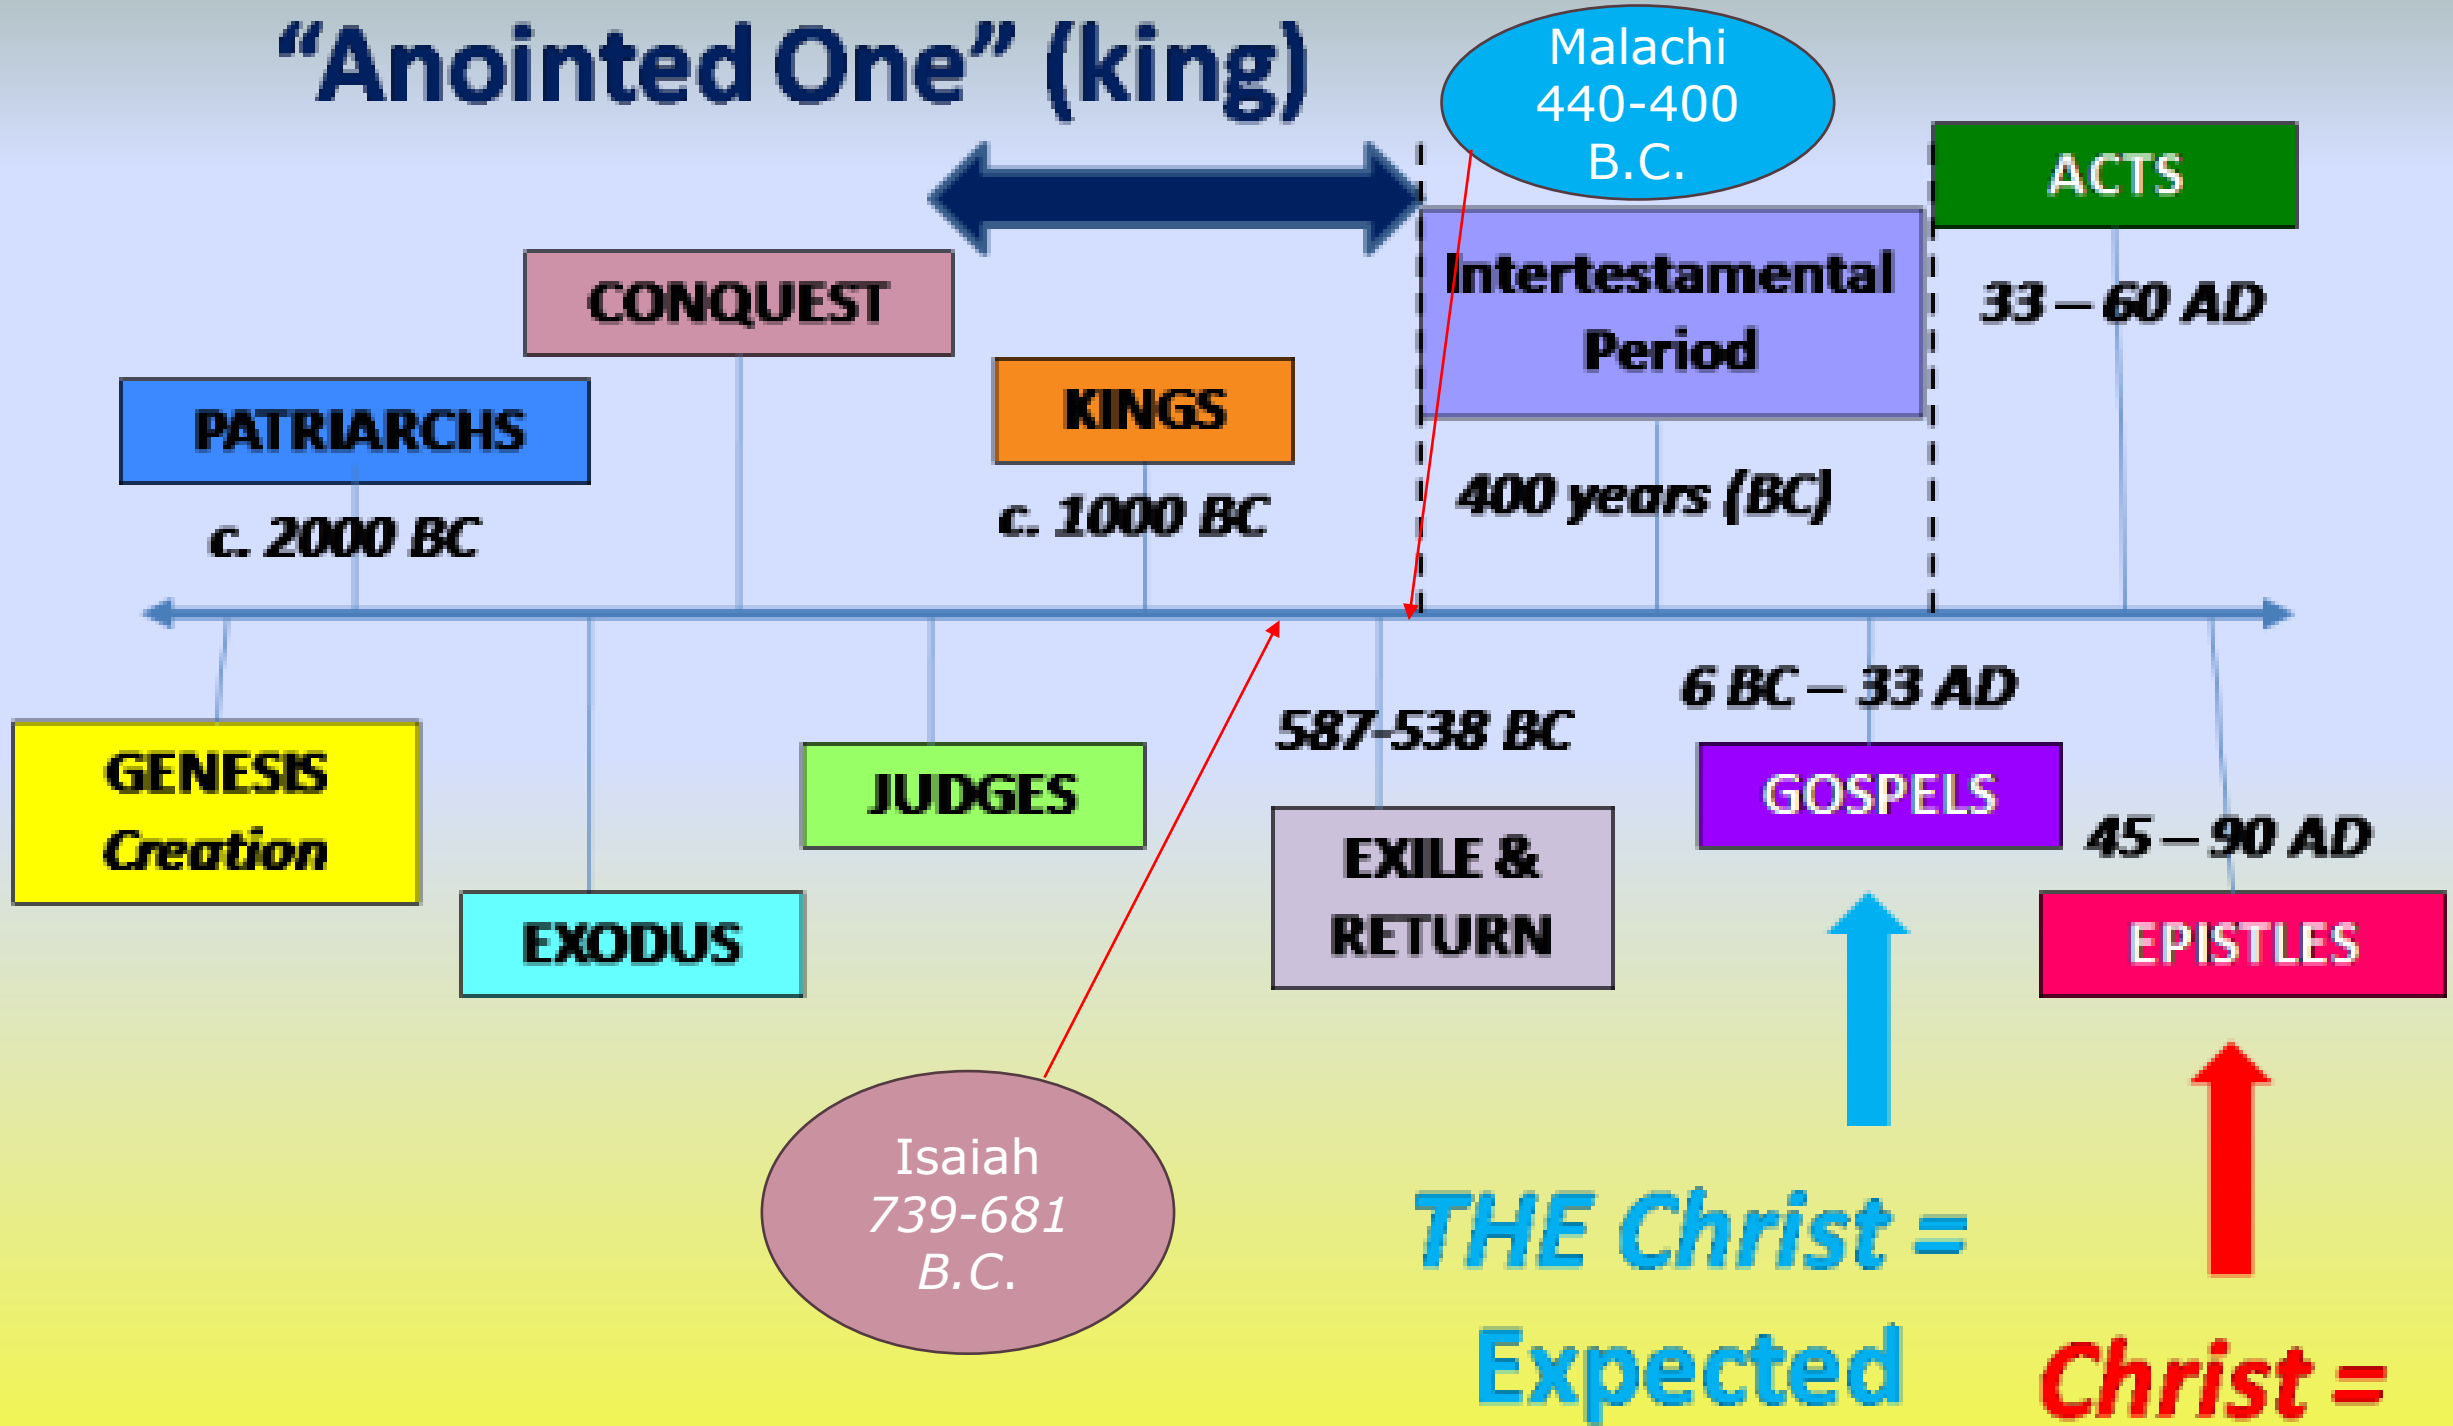 “Anointed One” (king)
Malachi
440-400
B.C.
ACTS
33 – 60 AD
CONQUEST
Intertestamental
Period
400 years (BC)
KINGS
c. 1000 BC
PATRIARCHS
c. 2000 BC
GENESIS
Creation
EXODUS
JUDGES
587-538 BC
EXILE &
RETURN
6 BC – 33 AD
GOSPELS
45 – 90 AD
EPISTLES
Isaiah
739-681
B.C.
THE Christ =
Expected
Christ =